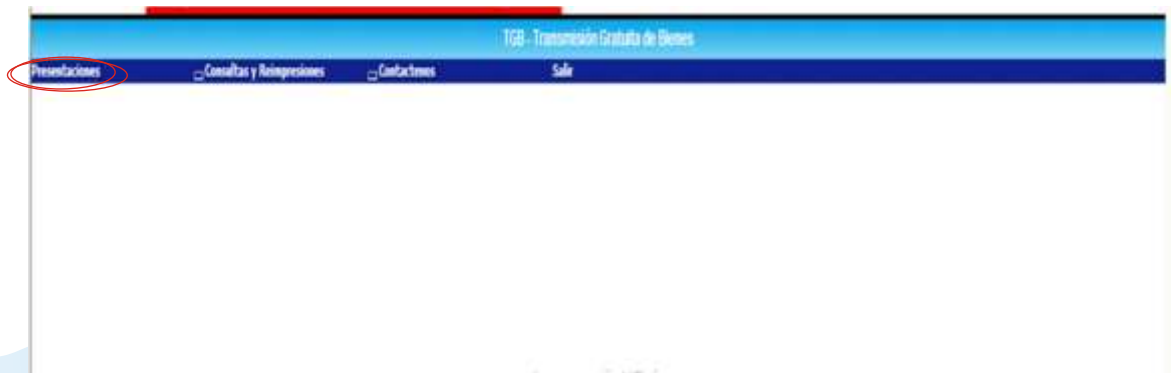 TGB - Transmisión Gratuita de Bienes
Presentaciones Consultas y Reimpresiones Contactenos Salir